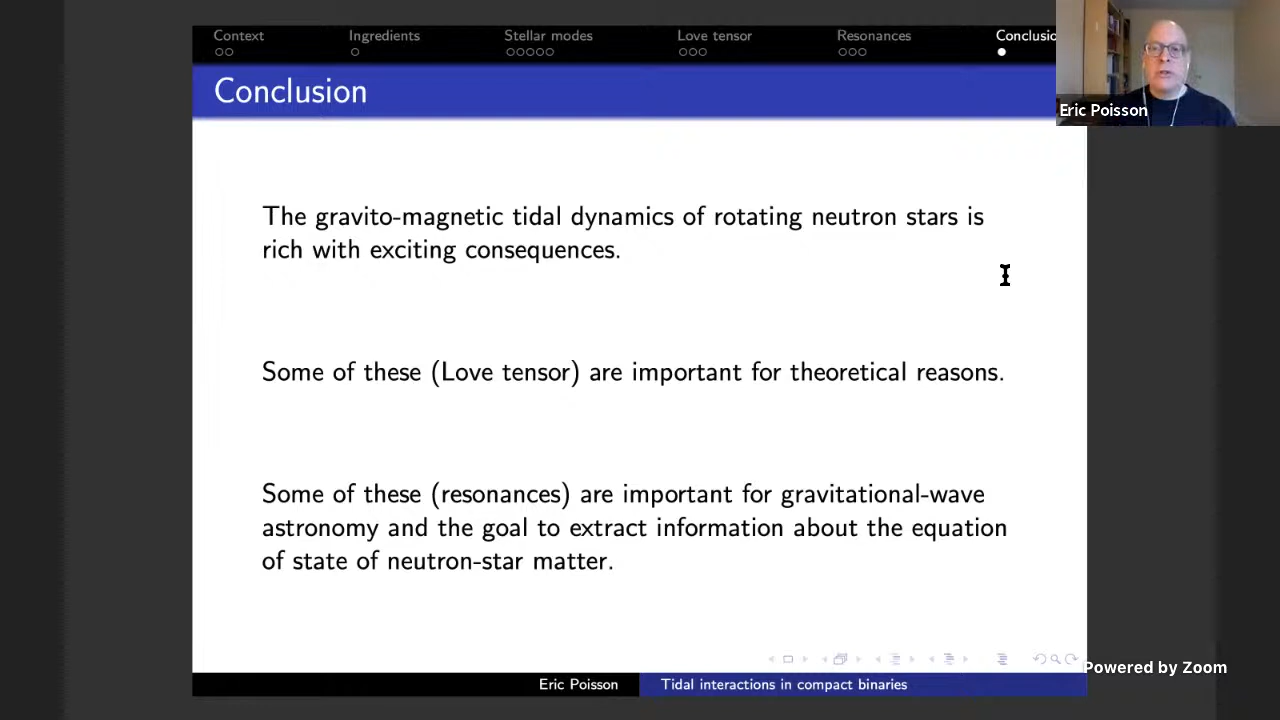 Context
Ingredients
Stellar modes
Love tensor
Resonances
Conclusio
Conclusion
Eric Poisson
The gravito-magnetic tidal dynamics of rotating neutron stars is
rich with exciting consequences.
Some of these (Love tensor) are important for theoretical reasons.
Some of these (resonances) are important for gravitational-wave
astronomy and the goal to extract information about the equation
of state of neutron-star matter.
Powered by Zoom
Eric Poisson
Tidal interactions in compact binaries